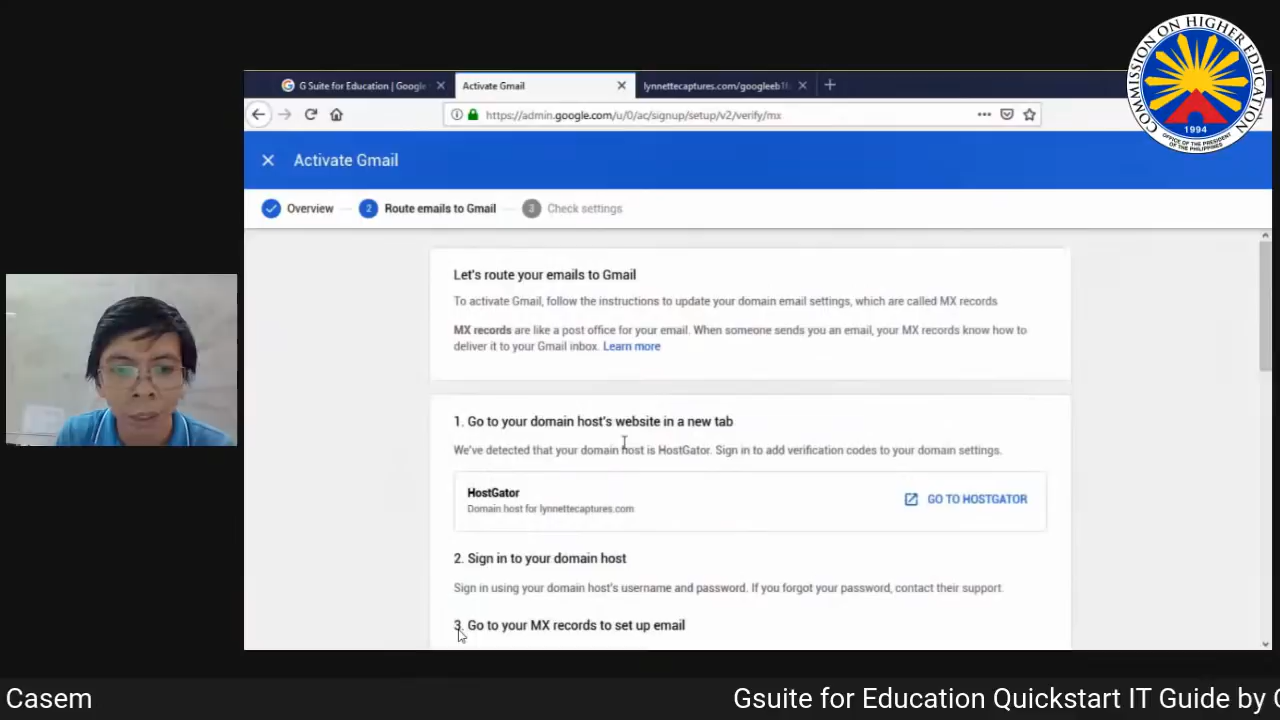 COMMISSION ON HIGHER EDUCATION
OFFICE OF THE PRESIDENT
OF THE PHILIPPINES
1994
G Suite for Education | Google
Activate Gmail
lynnettecaptures.com/googleeb1
https://admin.google.com/u/0/ac/signup/setup/v2/verify/mx
Activate Gmail
Overview
2 Route emails to Gmail
3 Check settings
Let's route your emails to Gmail
To activate Gmail, follow the instructions to update your domain email settings, which are called MX records
MX records are like a post office for your email. When someone sends you an email, your MX records know how to
deliver it to your Gmail inbox. Learn more
1. Go to your domain host's website in a new tab
We've detected that your domain host is HostGator. Sign in to add verification codes to your domain settings.
HostGator
Domain host for lynnettecaptures.com
GO TO HOSTGATOR
2. Sign in to your domain host
Sign in using your domain host's username and password. If you forgot your password, contact their support.
3. Go to your MX records to set up email
Casem
Gsuite for Education Quickstart IT Guide by